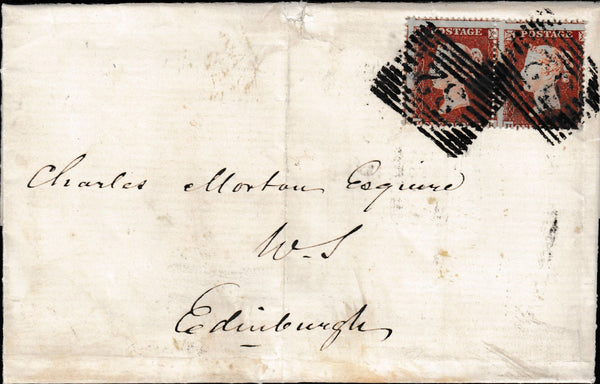 POSTAGE POSTAGE
Charles Morton Esquire
W.S
Edinburgh